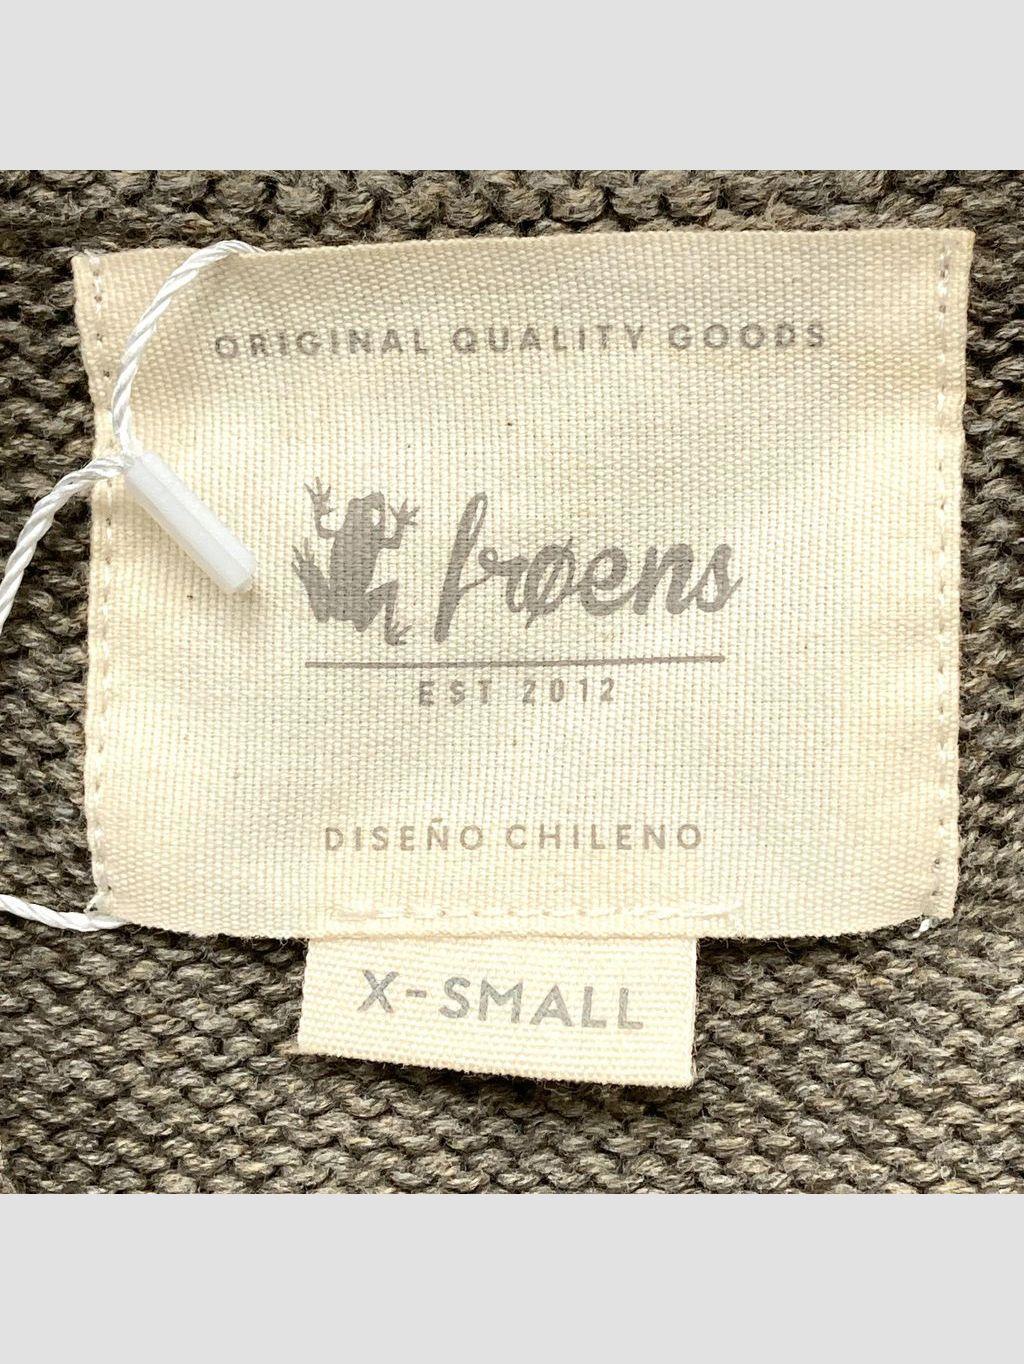 ORIGINAL QUALITY GOODS
frøens
EST 2012
DISEÑO CHILENO
X-SMALL